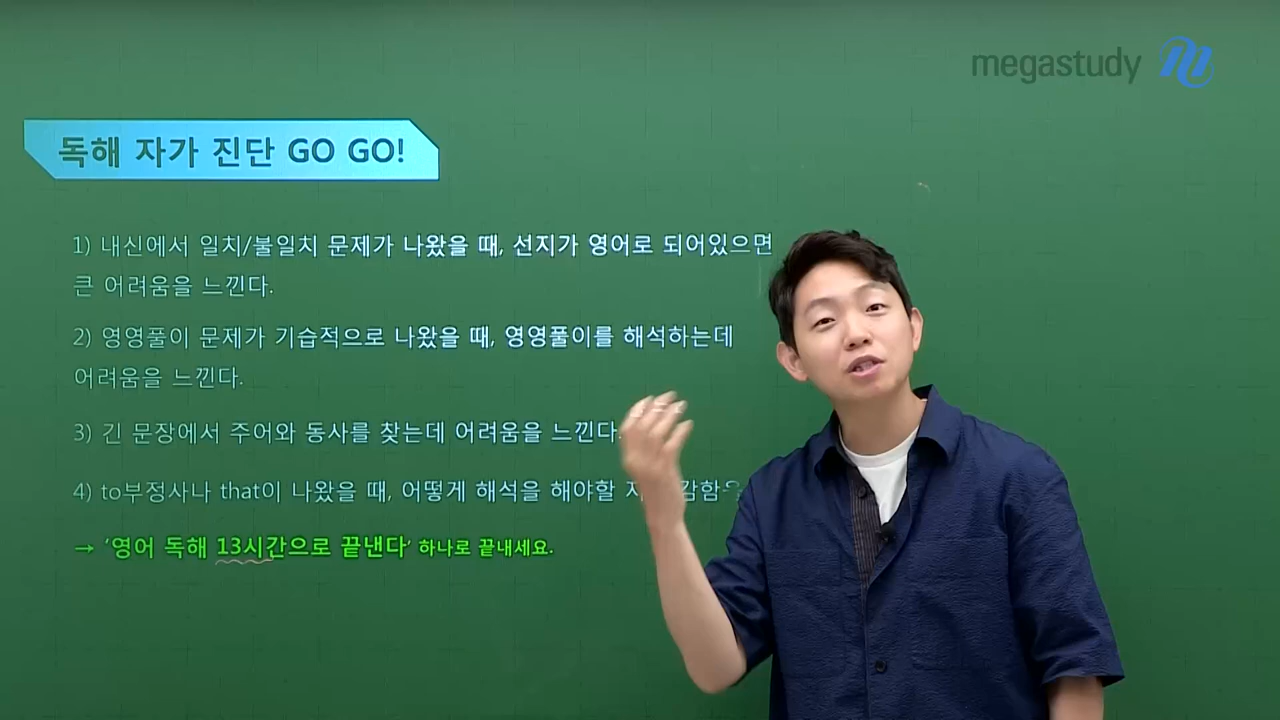 megastudy
독해 자가 진단 GO GO!
1) 내신에서 일치/불일치 문제가 나왔을 때, 선지가 영어로 되어있으면
큰 어려움을 느낀다.
2) 영영풀이 문제가 기습적으로 나왔을 때, 영영풀이를 해석하는데
어려움을 느낀다.
3) 긴 문장에서 주어와 동사를 찾는데 어려움을 느낀다.
4) to부정사나 that이 나왔을 때, 어떻게 해석을 해야할
→ '영어 독해 13시간으로 끝낸다' 하나로 끝내세요.